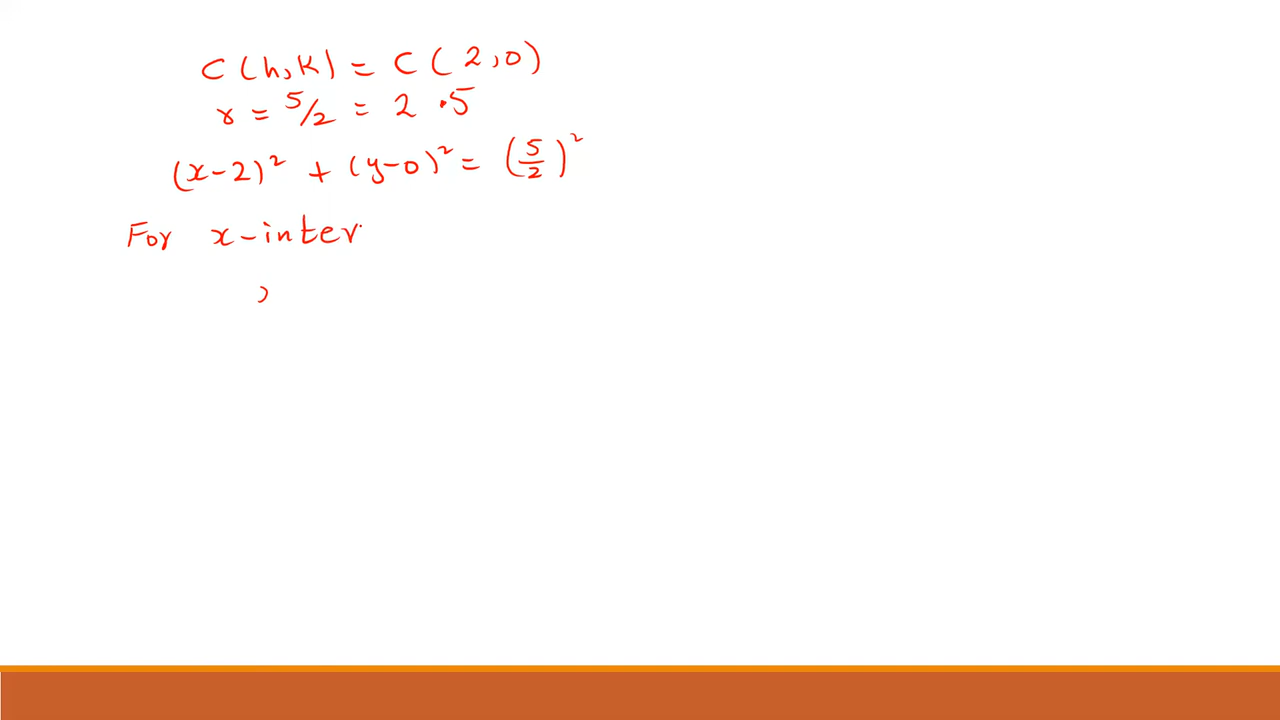 C (h, k) = C ( 2, 0)
r = 5/2 = 2 .5
(x-2)² + (y-0)² = (5/2)²
For x-inter